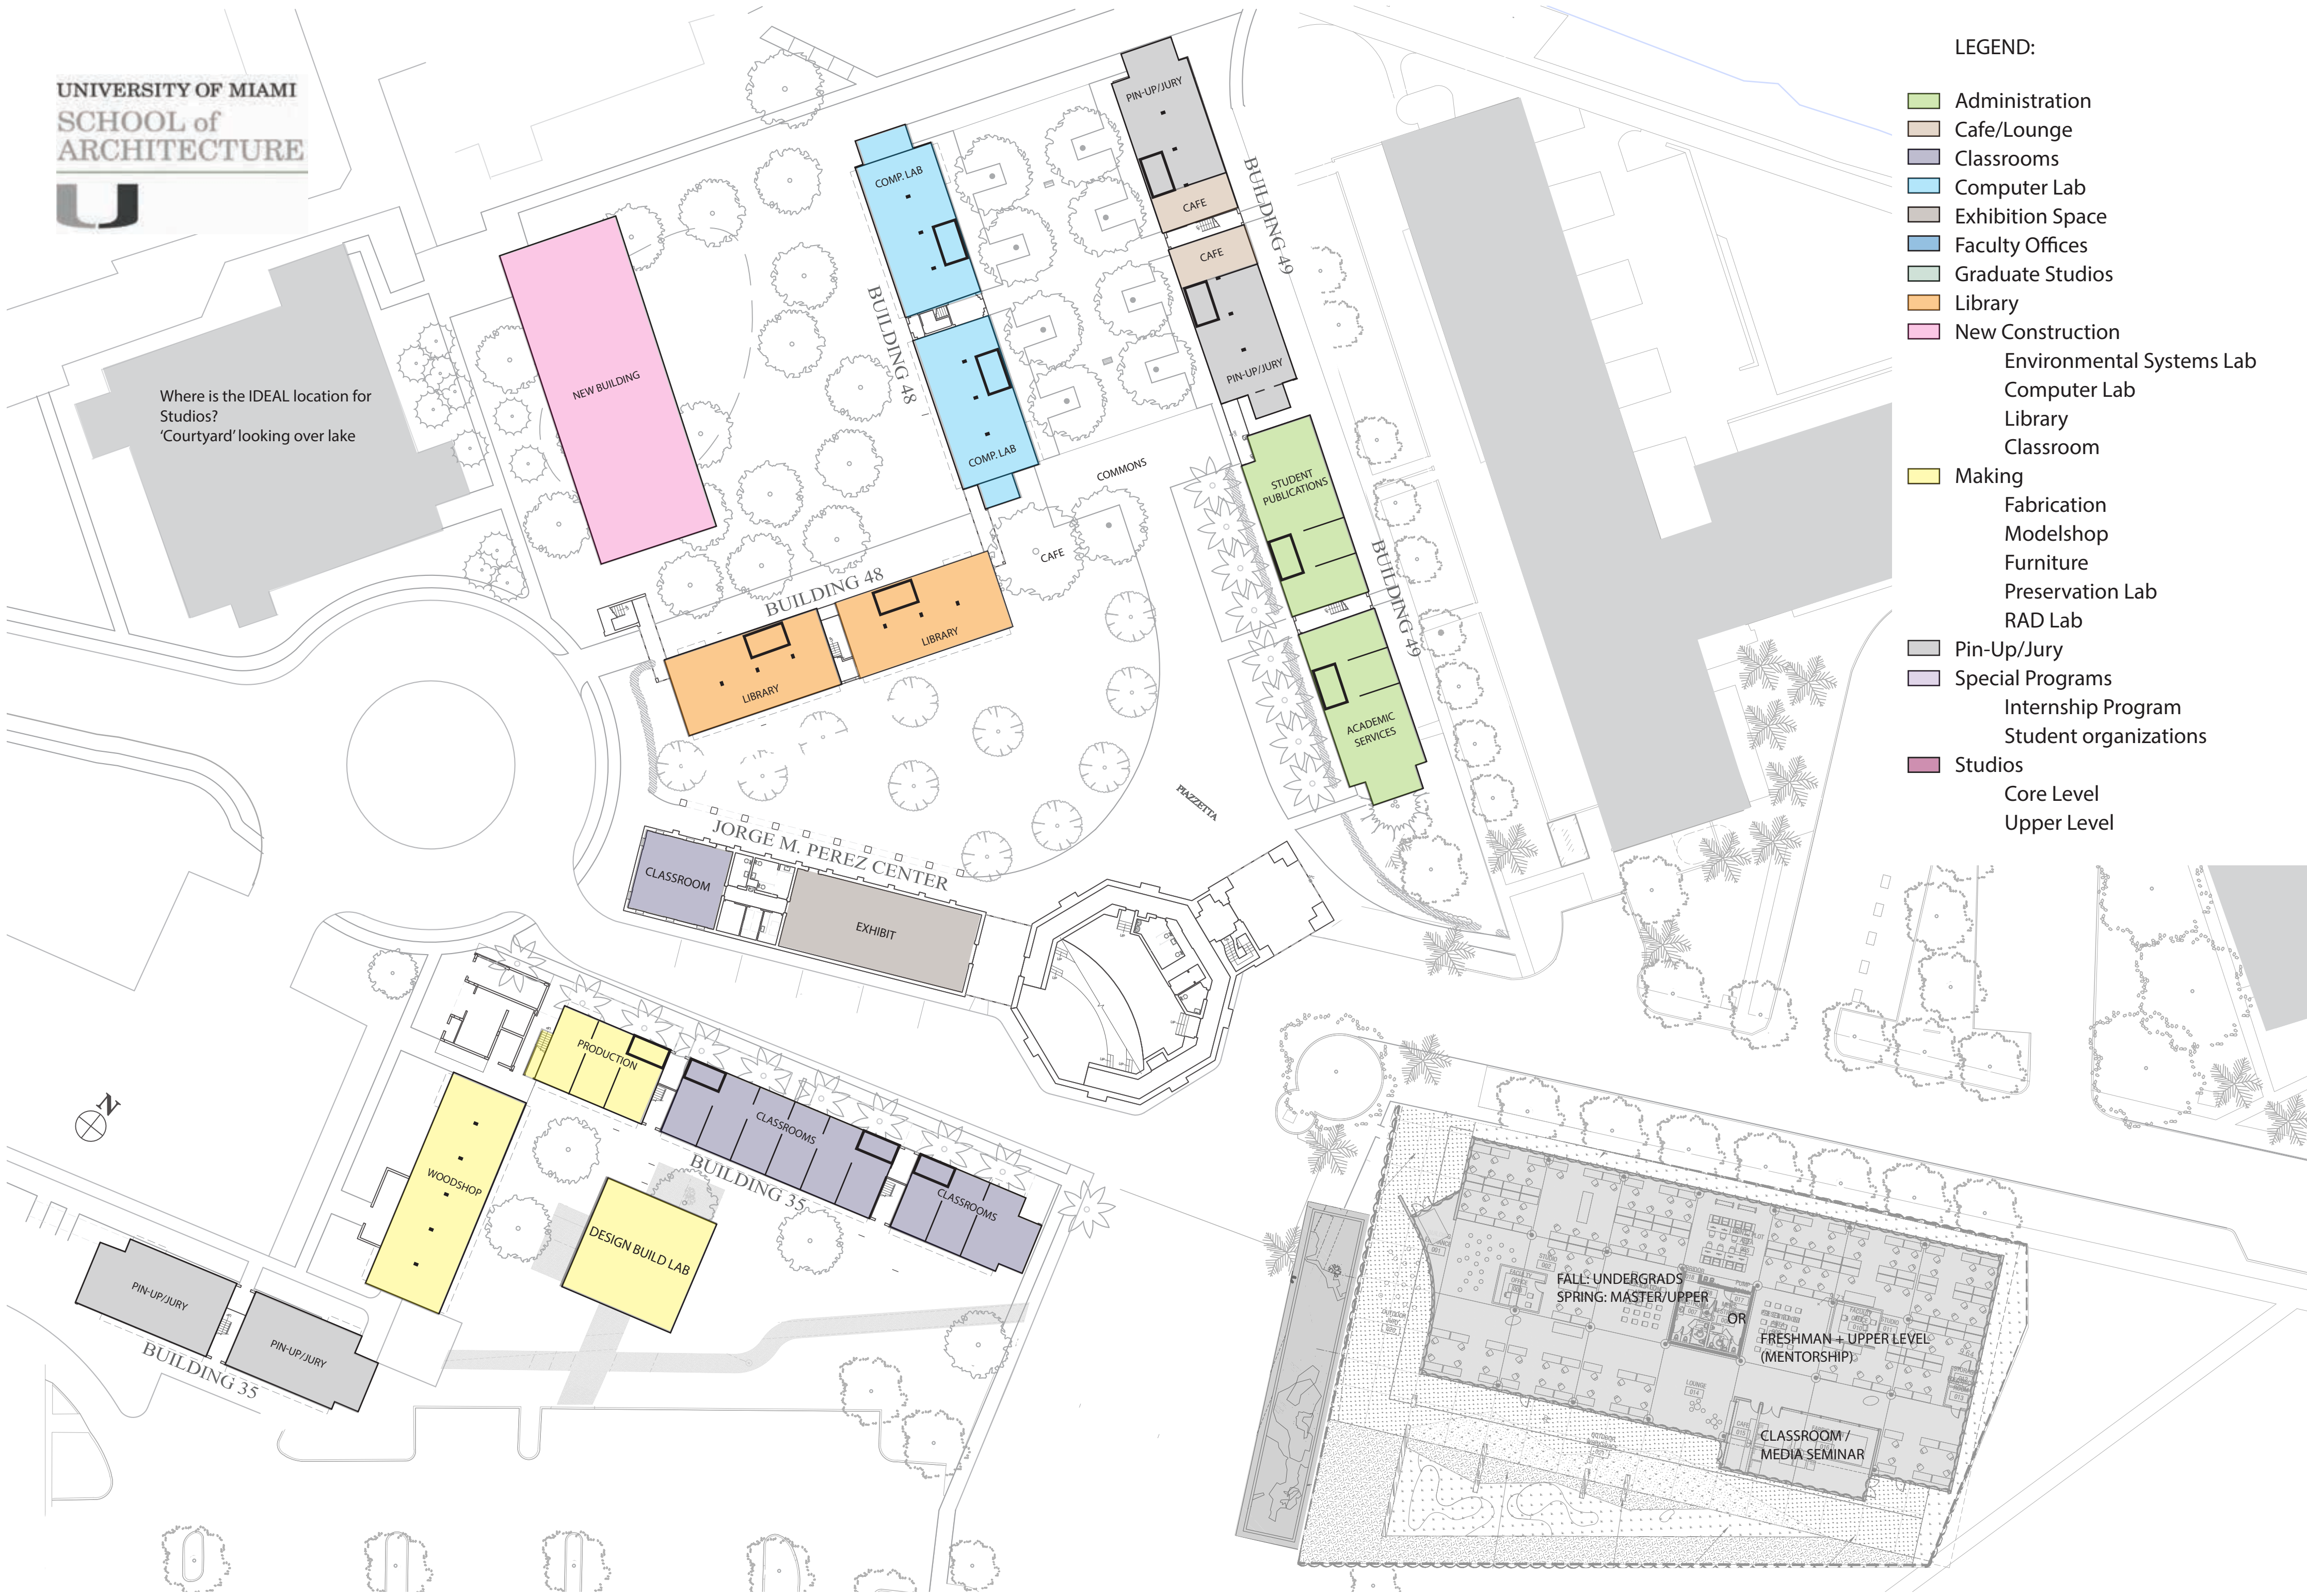 UNIVERSITY OF MIAMI
SCHOOL of
ARCHITECTURE
LEGEND:
Administration
Cafe/Lounge
Classrooms
Computer Lab
Exhibition Space
Faculty Offices
Graduate Studios
Library
New Construction
Environmental Systems Lab
Computer Lab
Library
Classroom
Making
Fabrication
Modelshop
Furniture
Preservation Lab
RAD Lab
Pin-Up/Jury
Special Programs
Internship Program
Student organizations
Studios
Core Level
Upper Level
Where is the IDEAL location for
Studios?
'Courtyard' looking over lake
NEW BUILDING
COMP. LAB
BUILDING 48
COMP. LAB
PIN-UP/JURY
CAFE
BUILDING 49
CAFE
PIN-UP/JURY
COMMONS
CAFE
STUDENT
PUBLICATIONS
BUILDING 49
ACADEMIC
SERVICES
BUILDING 48
LIBRARY
LIBRARY
PIAZZETTA
JORGE M. PEREZ CENTER
CLASSROOM
EXHIBIT
N
PRODUCTION
CLASSROOMS
CLASSROOMS
BUILDING 35
WOODSHOP
DESIGN BUILD LAB
PIN-UP/JURY
PIN-UP/JURY
BUILDING 35
FALL: UNDERGRADS
SPRING: MASTER/UPPER
OR
FRESHMAN + UPPER LEVEL
(MENTORSHIP)
LOUNGE
014
CLASSROOM /
MEDIA SEMINAR